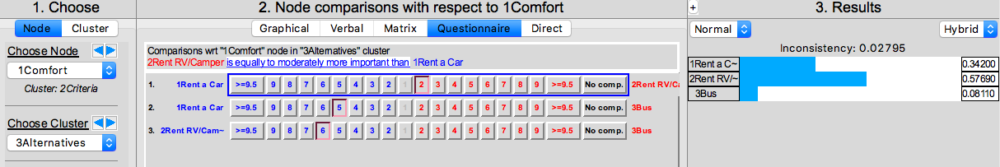 1. Choose
Node Cluster
Choose Node
1Comfort
Cluster: 2Criteria
Choose Cluster
3Alternatives
2. Node comparisons with respect to 1Comfort
Graphical Verbal Matrix Questionnaire Direct
Comparisons wrt "1Comfort" node in "3Alternatives" cluster
2Rent RV/Camper is equally to moderately more important than 1Rent a Car
1. 1Rent a Car >=9.5 9 8 7 6 5 4 3 2 1 2 3 4 5 6 7 8 9 >=9.5 No comp. 2Rent RV/Ca
2. 1Rent a Car >=9.5 9 8 7 6 5 4 3 2 1 2 3 4 5 6 7 8 9 >=9.5 No comp. 3Bus
3. 2Rent RV/Cam~ >=9.5 9 8 7 6 5 4 3 2 1 2 3 4 5 6 7 8 9 >=9.5 No comp. 3Bus
+ 3. Results
Normal Hybrid
Inconsistency: 0.02795
1Rent a C~ 0.34200
2Rent RV/~ 0.57690
3Bus 0.08110